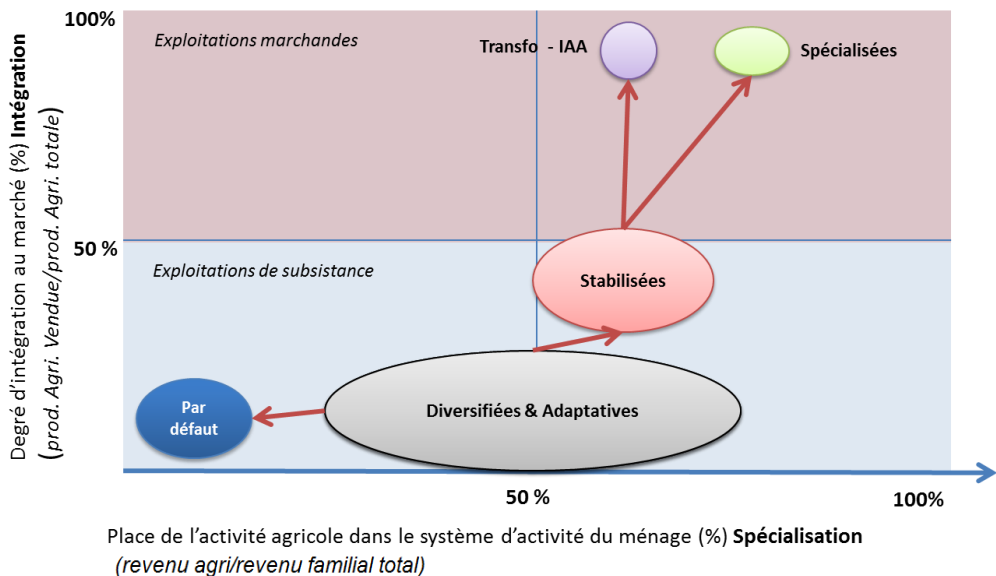 100%
Exploitations marchandes
Transfo - IAA
Spécialisées
Degré d'intégration au marché (%) Intégration
(prod. Agri. Vendue/prod. Agri. totale)
50 %
Exploitations de subsistance
Stabilisées
Par
défaut
Diversifiées & Adaptatives
50 %
100%
Place de l'activité agricole dans le système d'activité du ménage (%) Spécialisation
(revenu agri/revenu familial total)